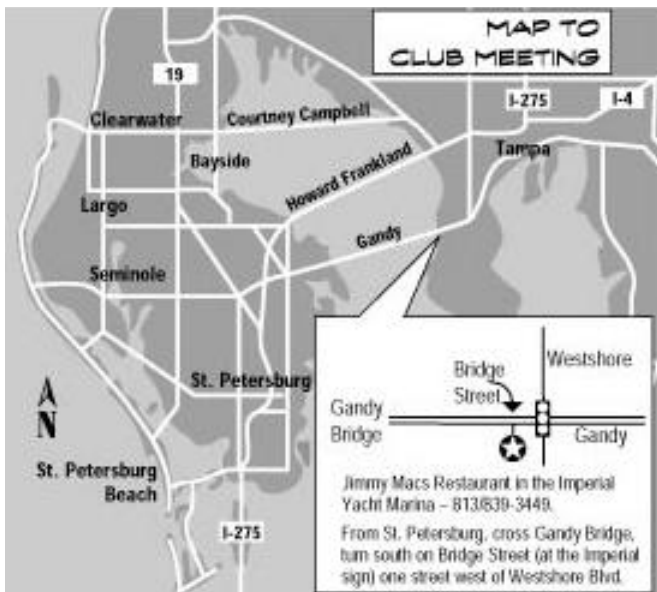 MAP TO
CLUB MEETING
19
I-275
I-4
Clearwater
Courtney Campbell
Tampa
Bayside
Howard Frankland
Largo
Gandy
Seminole
St. Petersburg
N
St. Petersburg
Beach
I-275
Westshore
Bridge
Street
Gandy
Bridge
Gandy
Jimmy Macs Restaurant in the Imperial
Yacht Marina – 813/839-3449.
From St. Petersburg, cross Gandy Bridge,
turn south on Bridge Street (at the Imperial
sign) one street west of Westshore Blvd.